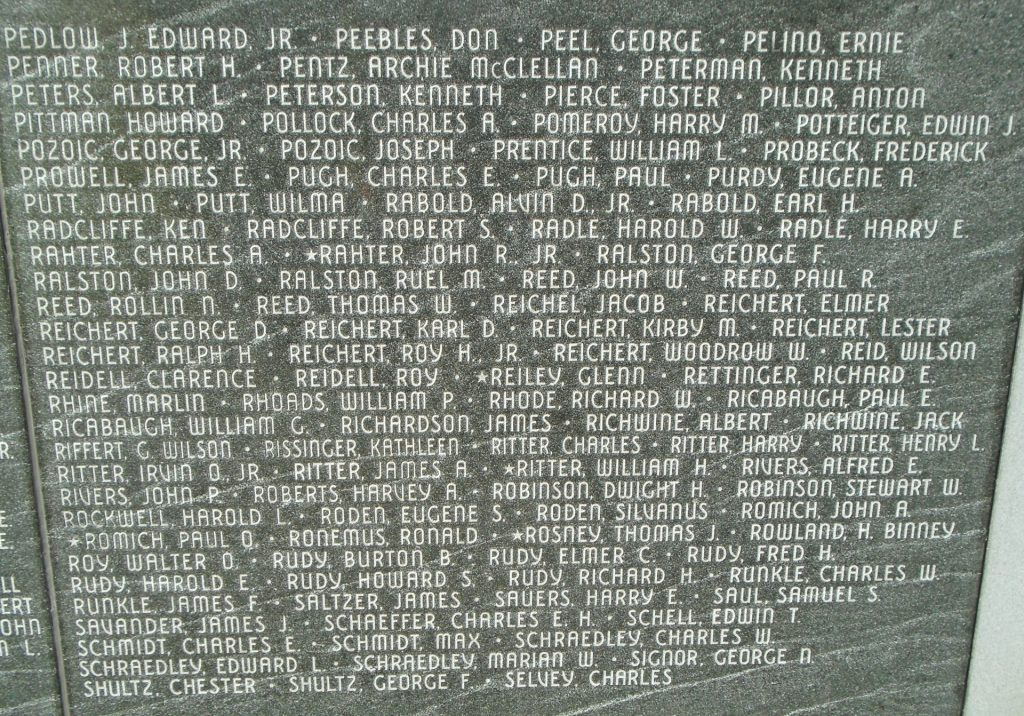 PEDLOW, J. EDWARD, JR. · PEEBLES, DON · PEEL, GEORGE · PELINO, ERNIE
PENNER, ROBERT H. · PENTZ, ARCHIE McCLELLAN · PETERMAN, KENNETH
PETERS, ALBERT L. · PETERSON, KENNETH · PIERCE, FOSTER · PILLOR, ANTON
PITTMAN, HOWARD · POLLOCK, CHARLES A. · POMEROY, HARRY M. · POTTEIGER, EDWIN J.
POZOIC, GEORGE, JR. · POZOIC, JOSEPH · PRENTICE, WILLIAM L. · PROBECK, FREDERICK
PROWELL, JAMES E. · PUGH, CHARLES E. · PUGH, PAUL · PURDY, EUGENE A.
PUTT, JOHN · PUTT, WILMA · RABOLD, ALVIN D., JR. · RABOLD, EARL H.
RADCLIFFE, KEN · RADCLIFFE, ROBERT S. · RADLE, HAROLD W. · RADLE, HARRY E.
RAHTER, CHARLES A. · ★RAHTER, JOHN R., JR. · RALSTON, GEORGE F.
RALSTON, JOHN D. · RALSTON, RUEL M. · REED, JOHN W. · REED, PAUL R.
REED, ROLLIN N. · REED, THOMAS W. · REICHEL, JACOB · REICHERT, ELMER
REICHERT, GEORGE D. · REICHERT, KARL D. · REICHERT, KIRBY M. · REICHERT, LESTER
REICHERT, RALPH H. · REICHERT, ROY H., JR. · REICHERT, WOODROW W. · REID, WILSON
REIDELL, CLARENCE · REIDELL, ROY · ★REILEY, GLENN · RETTINGER, RICHARD E.
RHINE, MARLIN · RHOADS, WILLIAM P. · RHODE, RICHARD W. · RICABAUGH, PAUL E.
RICABAUGH, WILLIAM G. · RICHARDSON, JAMES · RICHWINE, ALBERT · RICHWINE, JACK
RIFFERT, G. WILSON · RISSINGER, KATHLEEN · RITTER, CHARLES · RITTER, HARRY · RITTER, HENRY L.
RITTER, IRVIN O., JR. · RITTER, JAMES A. · ★RITTER, WILLIAM H. · RIVERS, ALFRED E.
RIVERS, JOHN P. · ROBERTS, HARVEY A. · ROBINSON, DWIGHT H. · ROBINSON, STEWART W.
ROCKWELL, HAROLD L. · RODEN, EUGENE S. · RODEN, SILVANUS · ROMICH, JOHN A.
★ROMICH, PAUL O. · RONEMUS, RONALD · ★ROSNEY, THOMAS J. · ROWLAND, H. BINNEY
ROY, WALTER O. · RUDY, BURTON B. · RUDY, ELMER C. · RUDY, FRED H.
RUDY, HAROLD E. · RUDY, HOWARD S. · RUDY, RICHARD H. · RUNKLE, CHARLES W.
RUNKLE, JAMES F. · SALTZER, JAMES · SAUERS, HARRY E. · SAUL, SAMUEL S.
SAVANDER, JAMES J. · SCHAEFFER, CHARLES E. H. · SCHELL, EDWIN T.
SCHMIDT, CHARLES E. · SCHMIDT, MAX · SCHRAEDLEY, CHARLES W.
SCHRAEDLEY, EDWARD L. · SCHRAEDLEY, MARIAN W. · SIGNOR, GEORGE N.
SHULTZ, CHESTER · SHULTZ, GEORGE F. · SELVEY, CHARLES